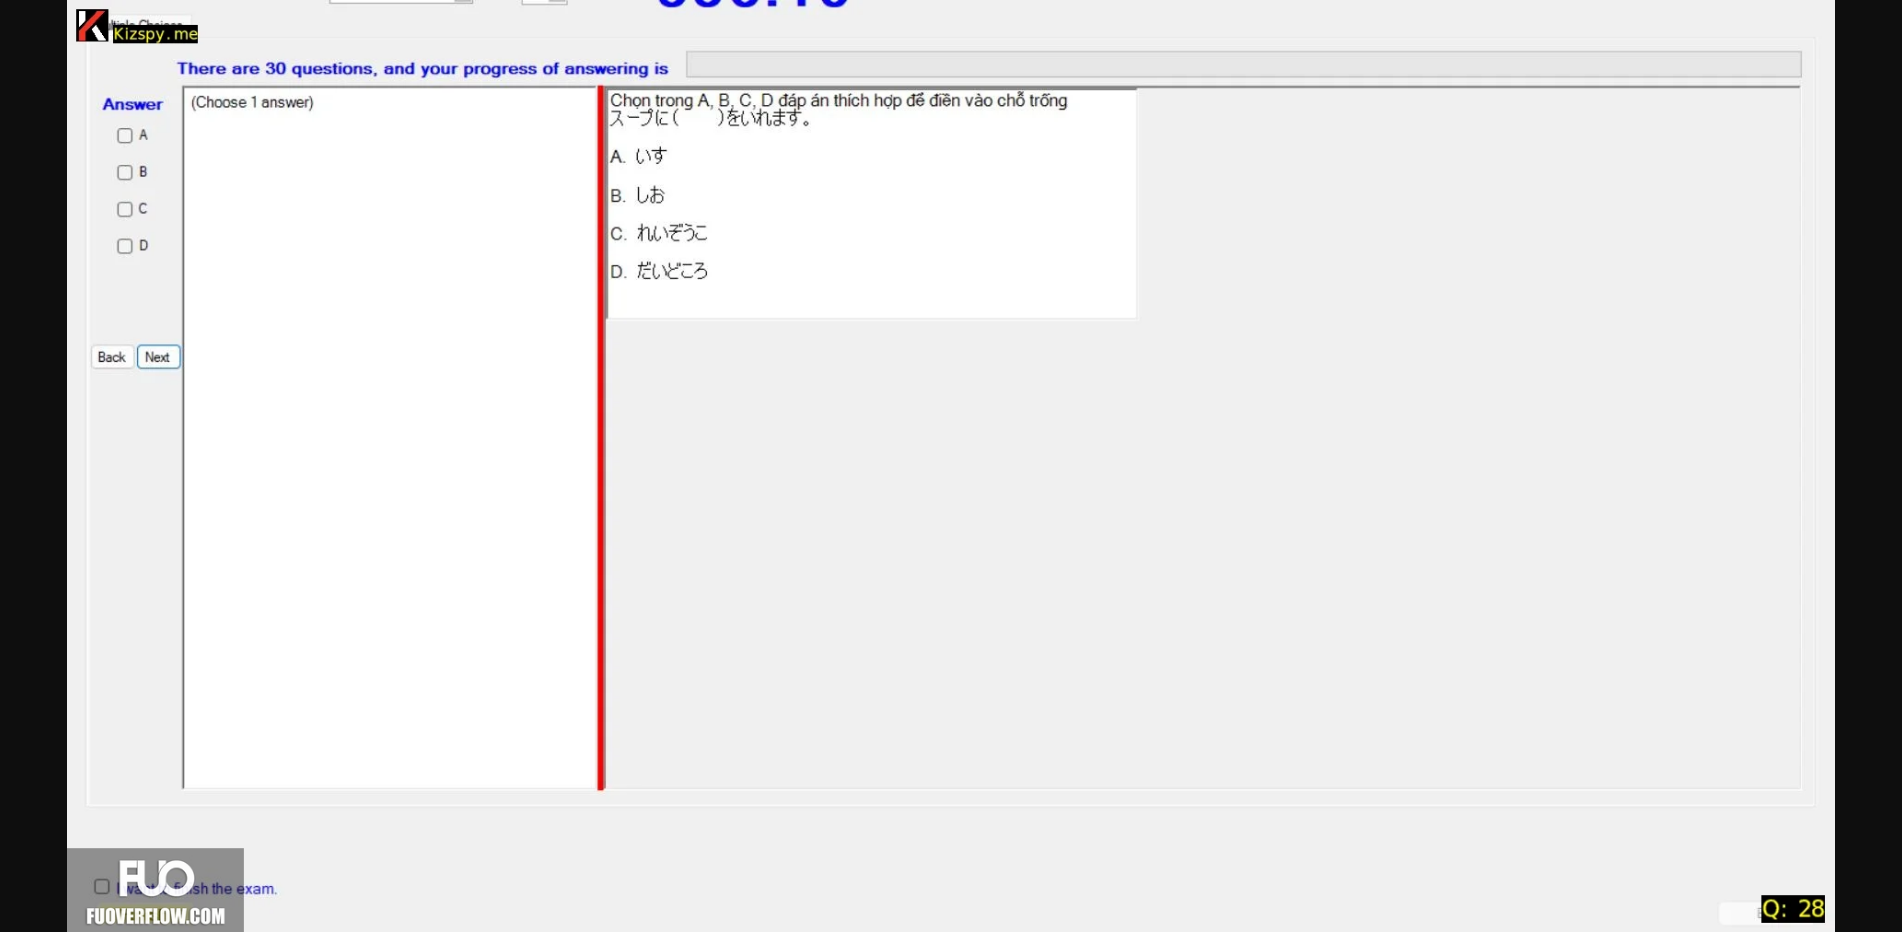 Kizspy.me
There are 30 questions, and your progress of answering is
Answer
(Choose 1 answer)
A
B
C
D
Back
Next
Chọn trong A, B, C, D đáp án thích hợp để điền vào chỗ trống
スープに(　　)をいれます。
A. いす
B. しお
C. れいぞうこ
D. だいどころ
FUO
finish the exam.
FUOVERFLOW.COM
Q: 28